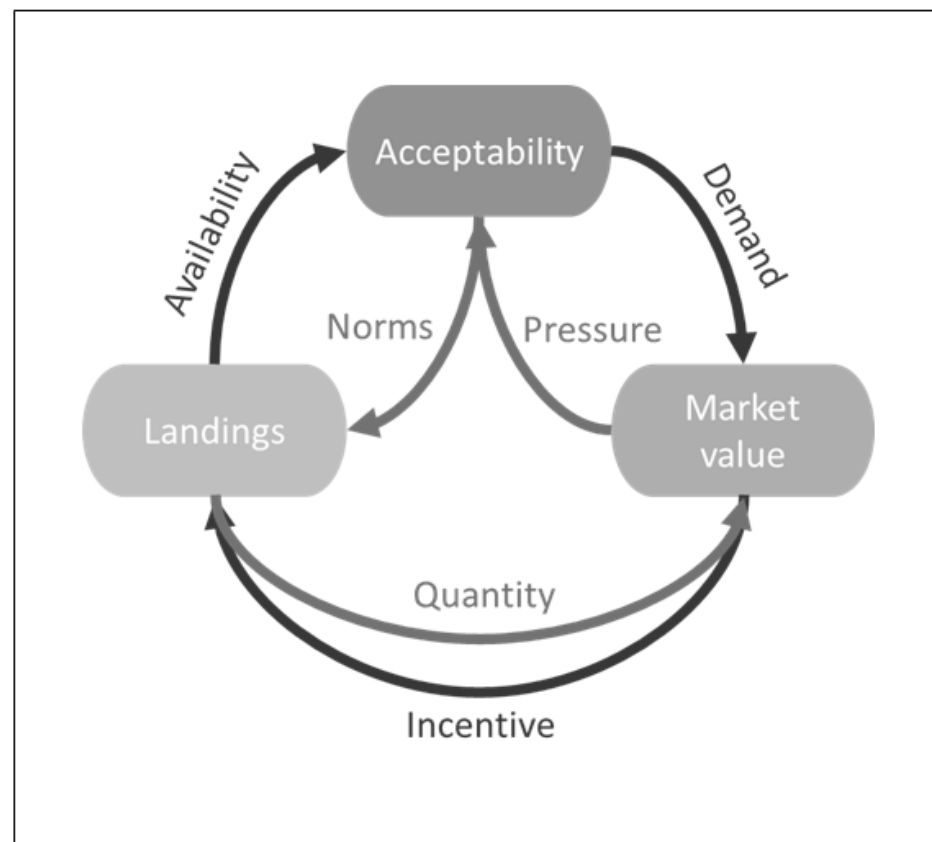 Acceptability
Availability
Demand
Norms
Pressure
Landings
Market
value
Quantity
Incentive